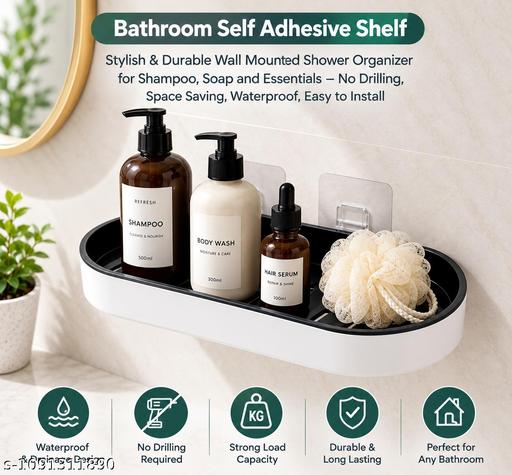 Bathroom Self Adhesive Shelf
Stylish & Durable Wall Mounted Shower Organizer
for Shampoo, Soap and Essentials – No Drilling,
Space Saving, Waterproof, Easy to Install
REFRESH
SHAMPOO
CLEANSE & NOURISH
500ml
BODY WASH
MOISTURE & CARE
300ml
HAIR SERUM
REPAIR & SHINE
100ml
KG
Waterproof
& Drainage Design
No Drilling
Required
Strong Load
Capacity
Durable &
Long Lasting
Perfect for
Any Bathroom